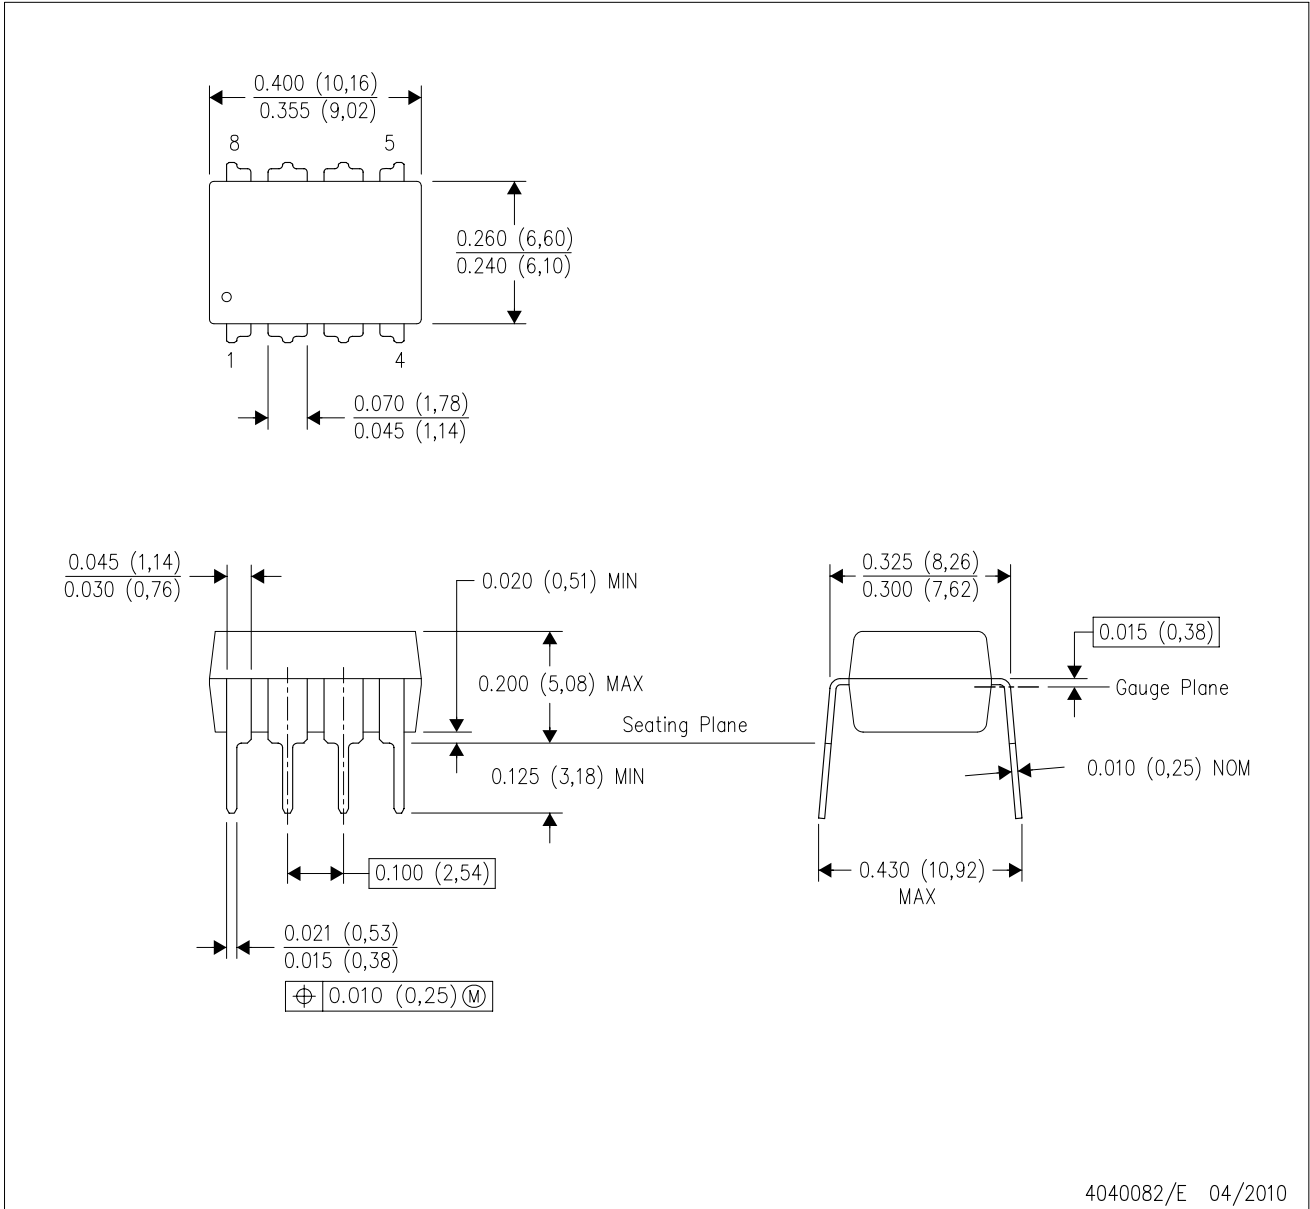 0.400 (10,16)
0.355 (9,02)
8
5
0.260 (6,60)
0.240 (6,10)
1
4
0.070 (1,78)
0.045 (1,14)
0.045 (1,14)
0.030 (0,76)
0.020 (0,51) MIN
0.325 (8,26)
0.300 (7,62)
0.015 (0,38)
0.200 (5,08) MAX
Gauge Plane
Seating Plane
0.125 (3,18) MIN
0.010 (0,25) NOM
0.100 (2,54)
0.430 (10,92)
MAX
0.021 (0,53)
0.015 (0,38)
⌖ 0.010 (0,25) Ⓜ
4040082/E 04/2010